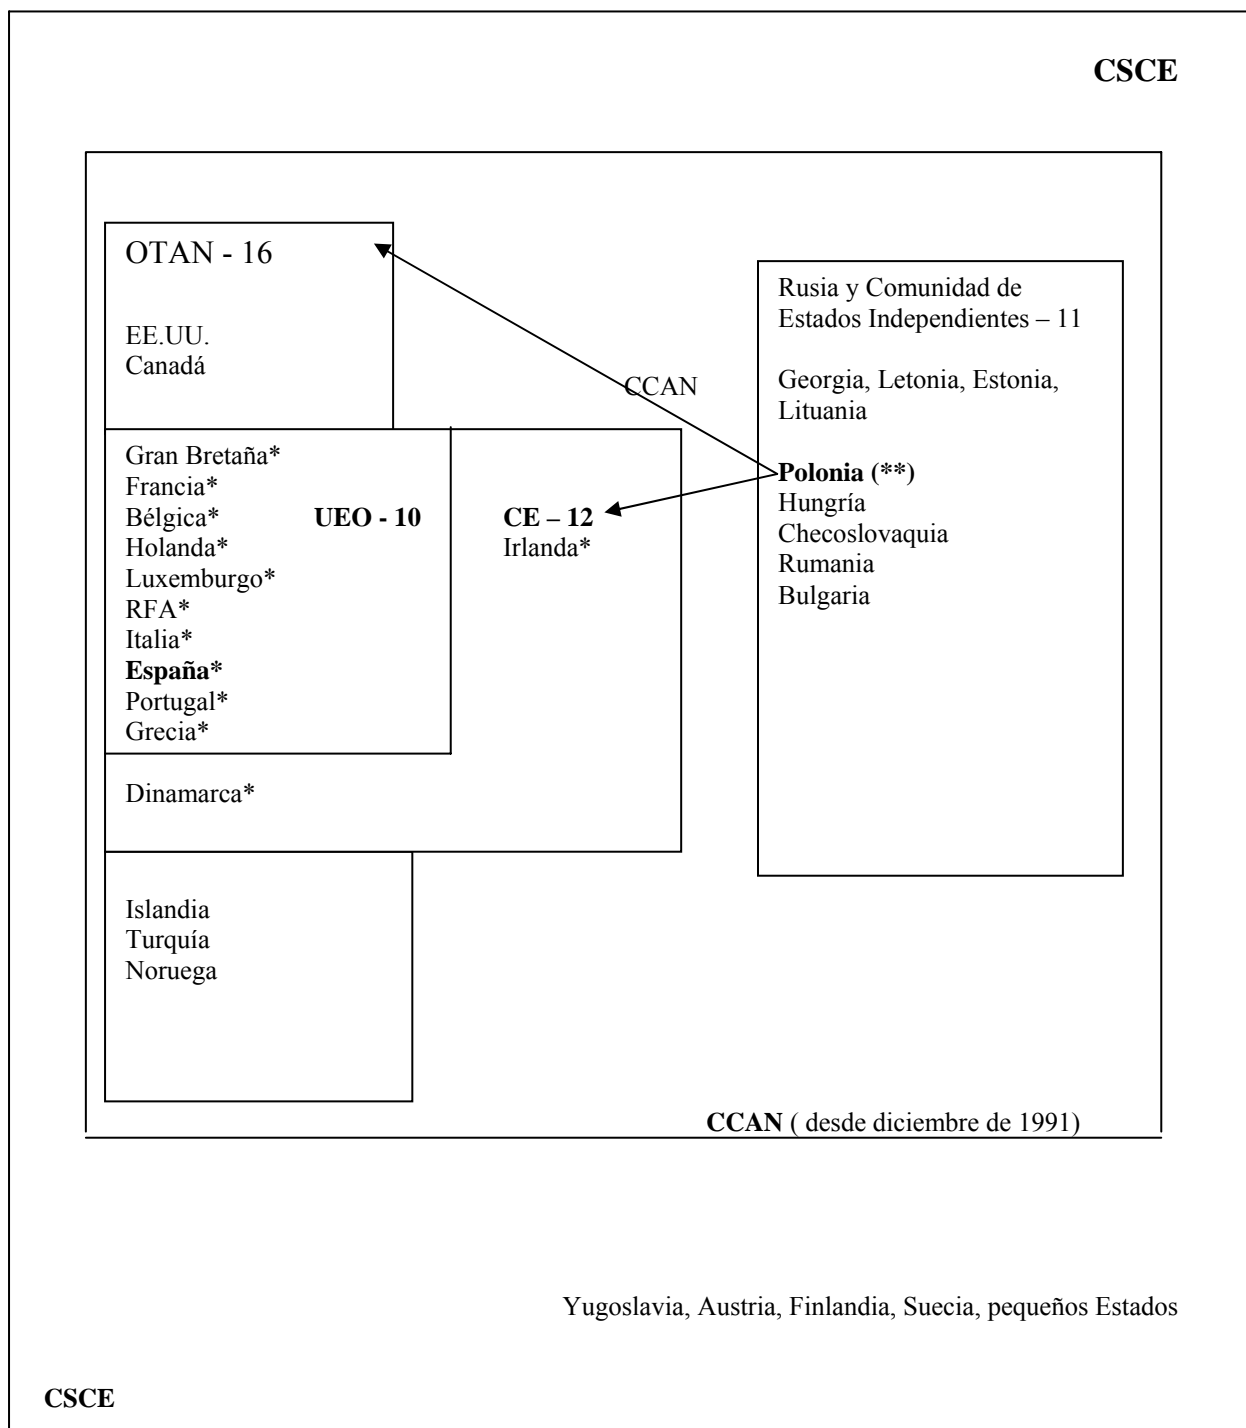 CSCE
OTAN - 16
EE.UU.
Canadá
CCAN
Rusia y Comunidad de
Estados Independientes – 11
Georgia, Letonia, Estonia,
Lituania
Polonia (**)
Hungría
Checoslovaquia
Rumania
Bulgaria
Gran Bretaña*
Francia*
Bélgica*
Holanda*
Luxemburgo*
RFA*
Italia*
España*
Portugal*
Grecia*
UEO - 10
CE – 12
Irlanda*
Dinamarca*
Islandia
Turquía
Noruega
CCAN ( desde diciembre de 1991)
Yugoslavia, Austria, Finlandia, Suecia, pequeños Estados
CSCE